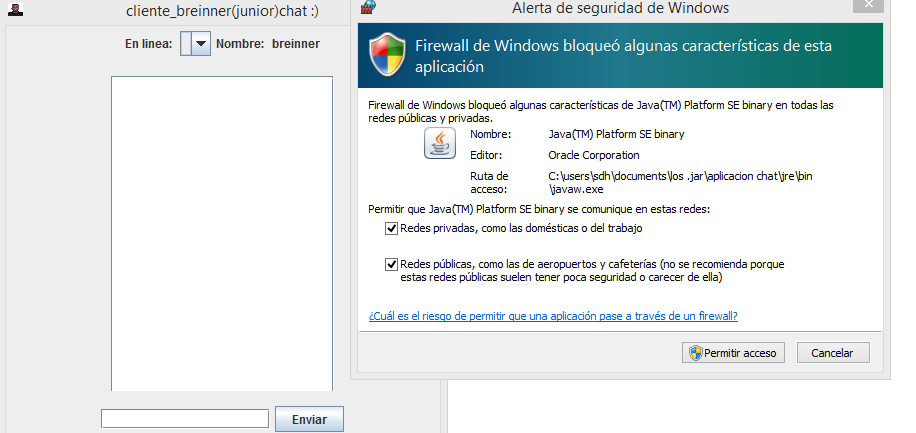 cliente_breinner(junior)chat :)
En linea: Nombre: breinner
Enviar
Alerta de seguridad de Windows
Firewall de Windows bloqueó algunas características de esta
aplicación
Firewall de Windows bloqueó algunas características de Java(TM) Platform SE binary en todas las
redes públicas y privadas.
Nombre: Java(TM) Platform SE binary
Editor: Oracle Corporation
Ruta de C:\users\sdh\documents\los .jar\aplicacion chat\jre\bin
acceso: \javaw.exe
Permitir que Java(TM) Platform SE binary se comunique en estas redes:
Redes privadas, como las domésticas o del trabajo
Redes públicas, como las de aeropuertos y cafeterías (no se recomienda porque
estas redes públicas suelen tener poca seguridad o carecer de ella)
¿Cuál es el riesgo de permitir que una aplicación pase a través de un firewall?
Permitir acceso Cancelar